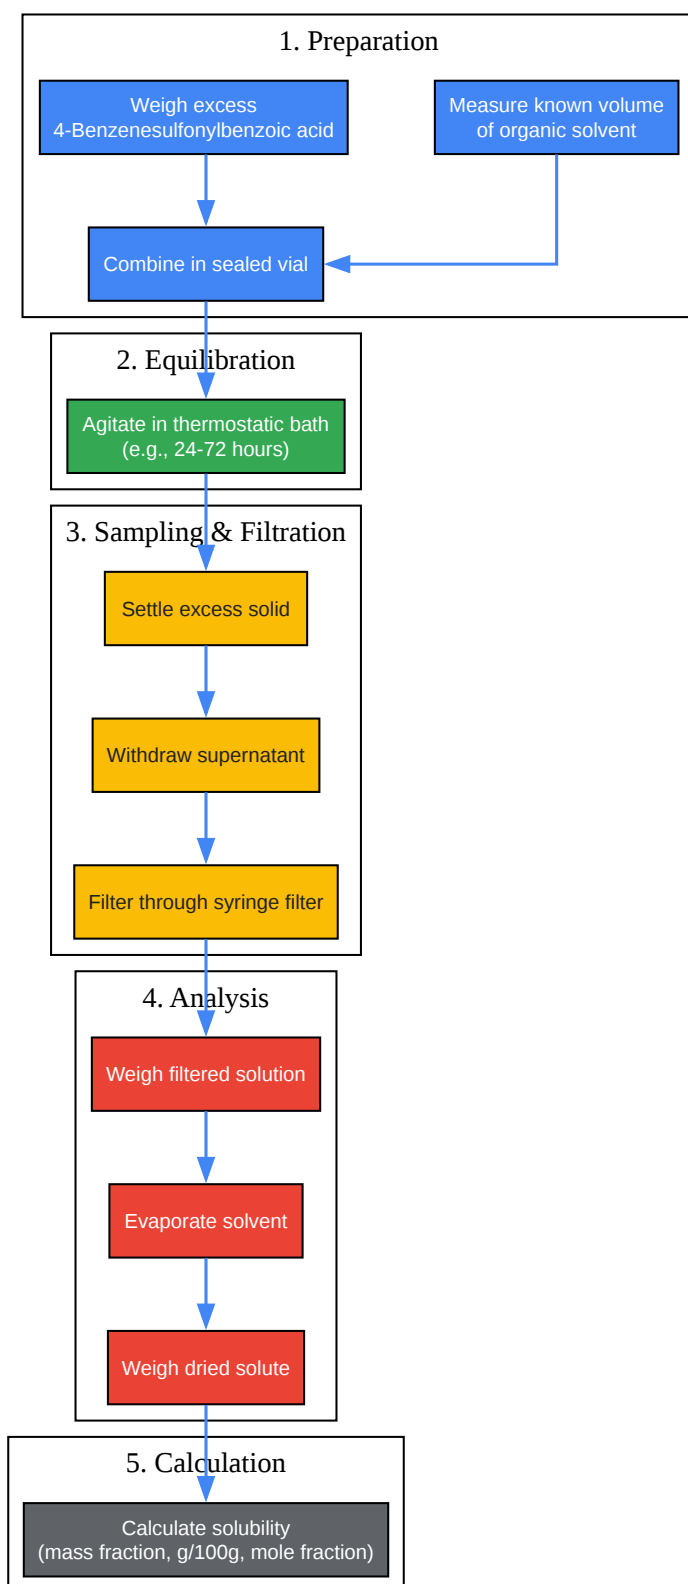 1. Preparation
Weigh excess
4-Benzenesulfonylbenzoic acid
Measure known volume
of organic solvent
Combine in sealed vial
2. Equilibration
Agitate in thermostatic bath
(e.g., 24-72 hours)
3. Sampling & Filtration
Settle excess solid
Withdraw supernatant
Filter through syringe filter
4. Analysis
Weigh filtered solution
Evaporate solvent
Weigh dried solute
5. Calculation
Calculate solubility
(mass fraction, g/100g, mole fraction)